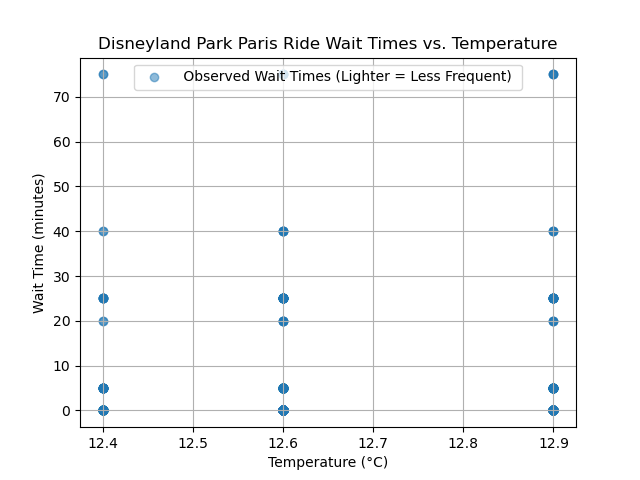 Disneyland Park Paris Ride Wait Times vs. Temperature
Observed Wait Times (Lighter = Less Frequent)
Wait Time (minutes)
70
60
50
40
30
20
10
0
12.4 12.5 12.6 12.7 12.8 12.9
Temperature (°C)